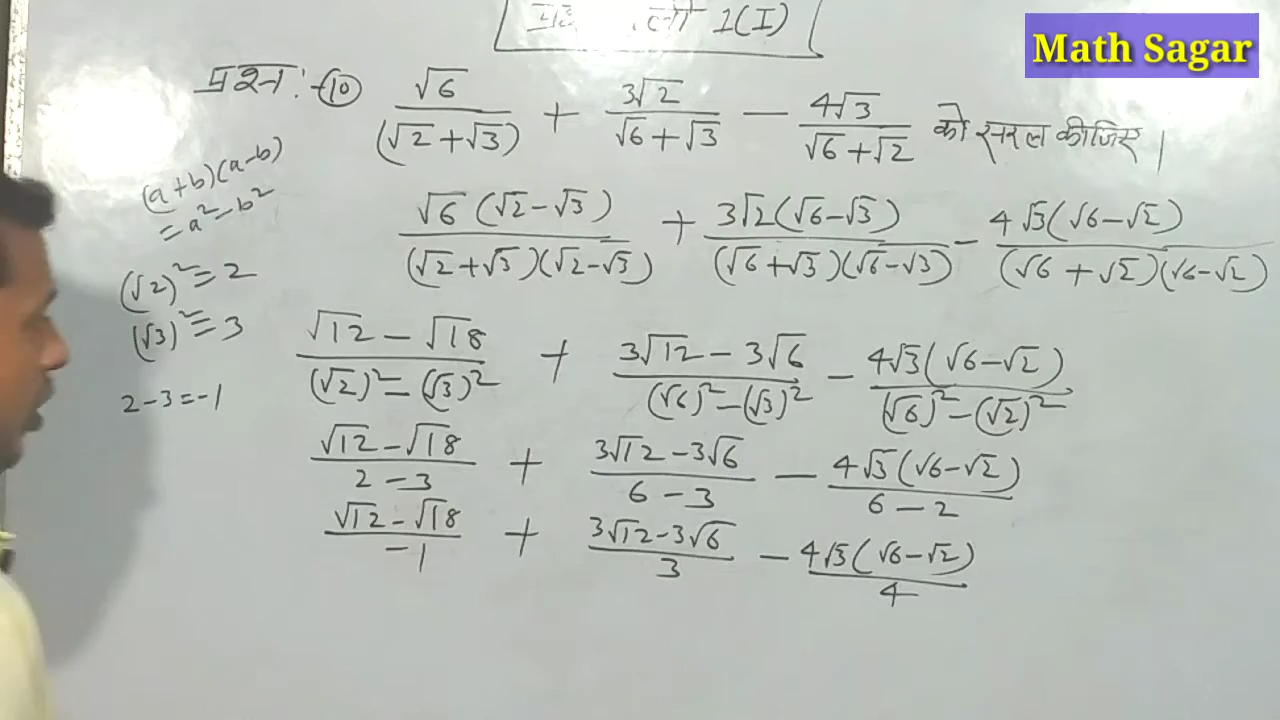 1(I)
Math Sagar
प्रश्न :- ⑩ √6/(√2+√3) + 3√2/√6+√3 − 4√3/√6+√2 को सरल कीजिए |
(a+b)(a-b)
= a²-b²
√6(√2-√3)/(√2+√3)(√2-√3) + 3√2(√6-√3)/(√6+√3)(√6-√3) − 4√3(√6-√2)/(√6+√2)(√6-√2)
(√2)² = 2
(√3)² = 3
2-3=-1
√12-√18/(√2)²-(√3)² + 3√12-3√6/(√6)²-(√3)² − 4√3(√6-√2)/(√6)²-(√2)²
√12-√18/2-3 + 3√12-3√6/6-3 − 4√3(√6-√2)/6-2
√12-√18/-1 + 3√12-3√6/3 − 4√3(√6-√2)/4